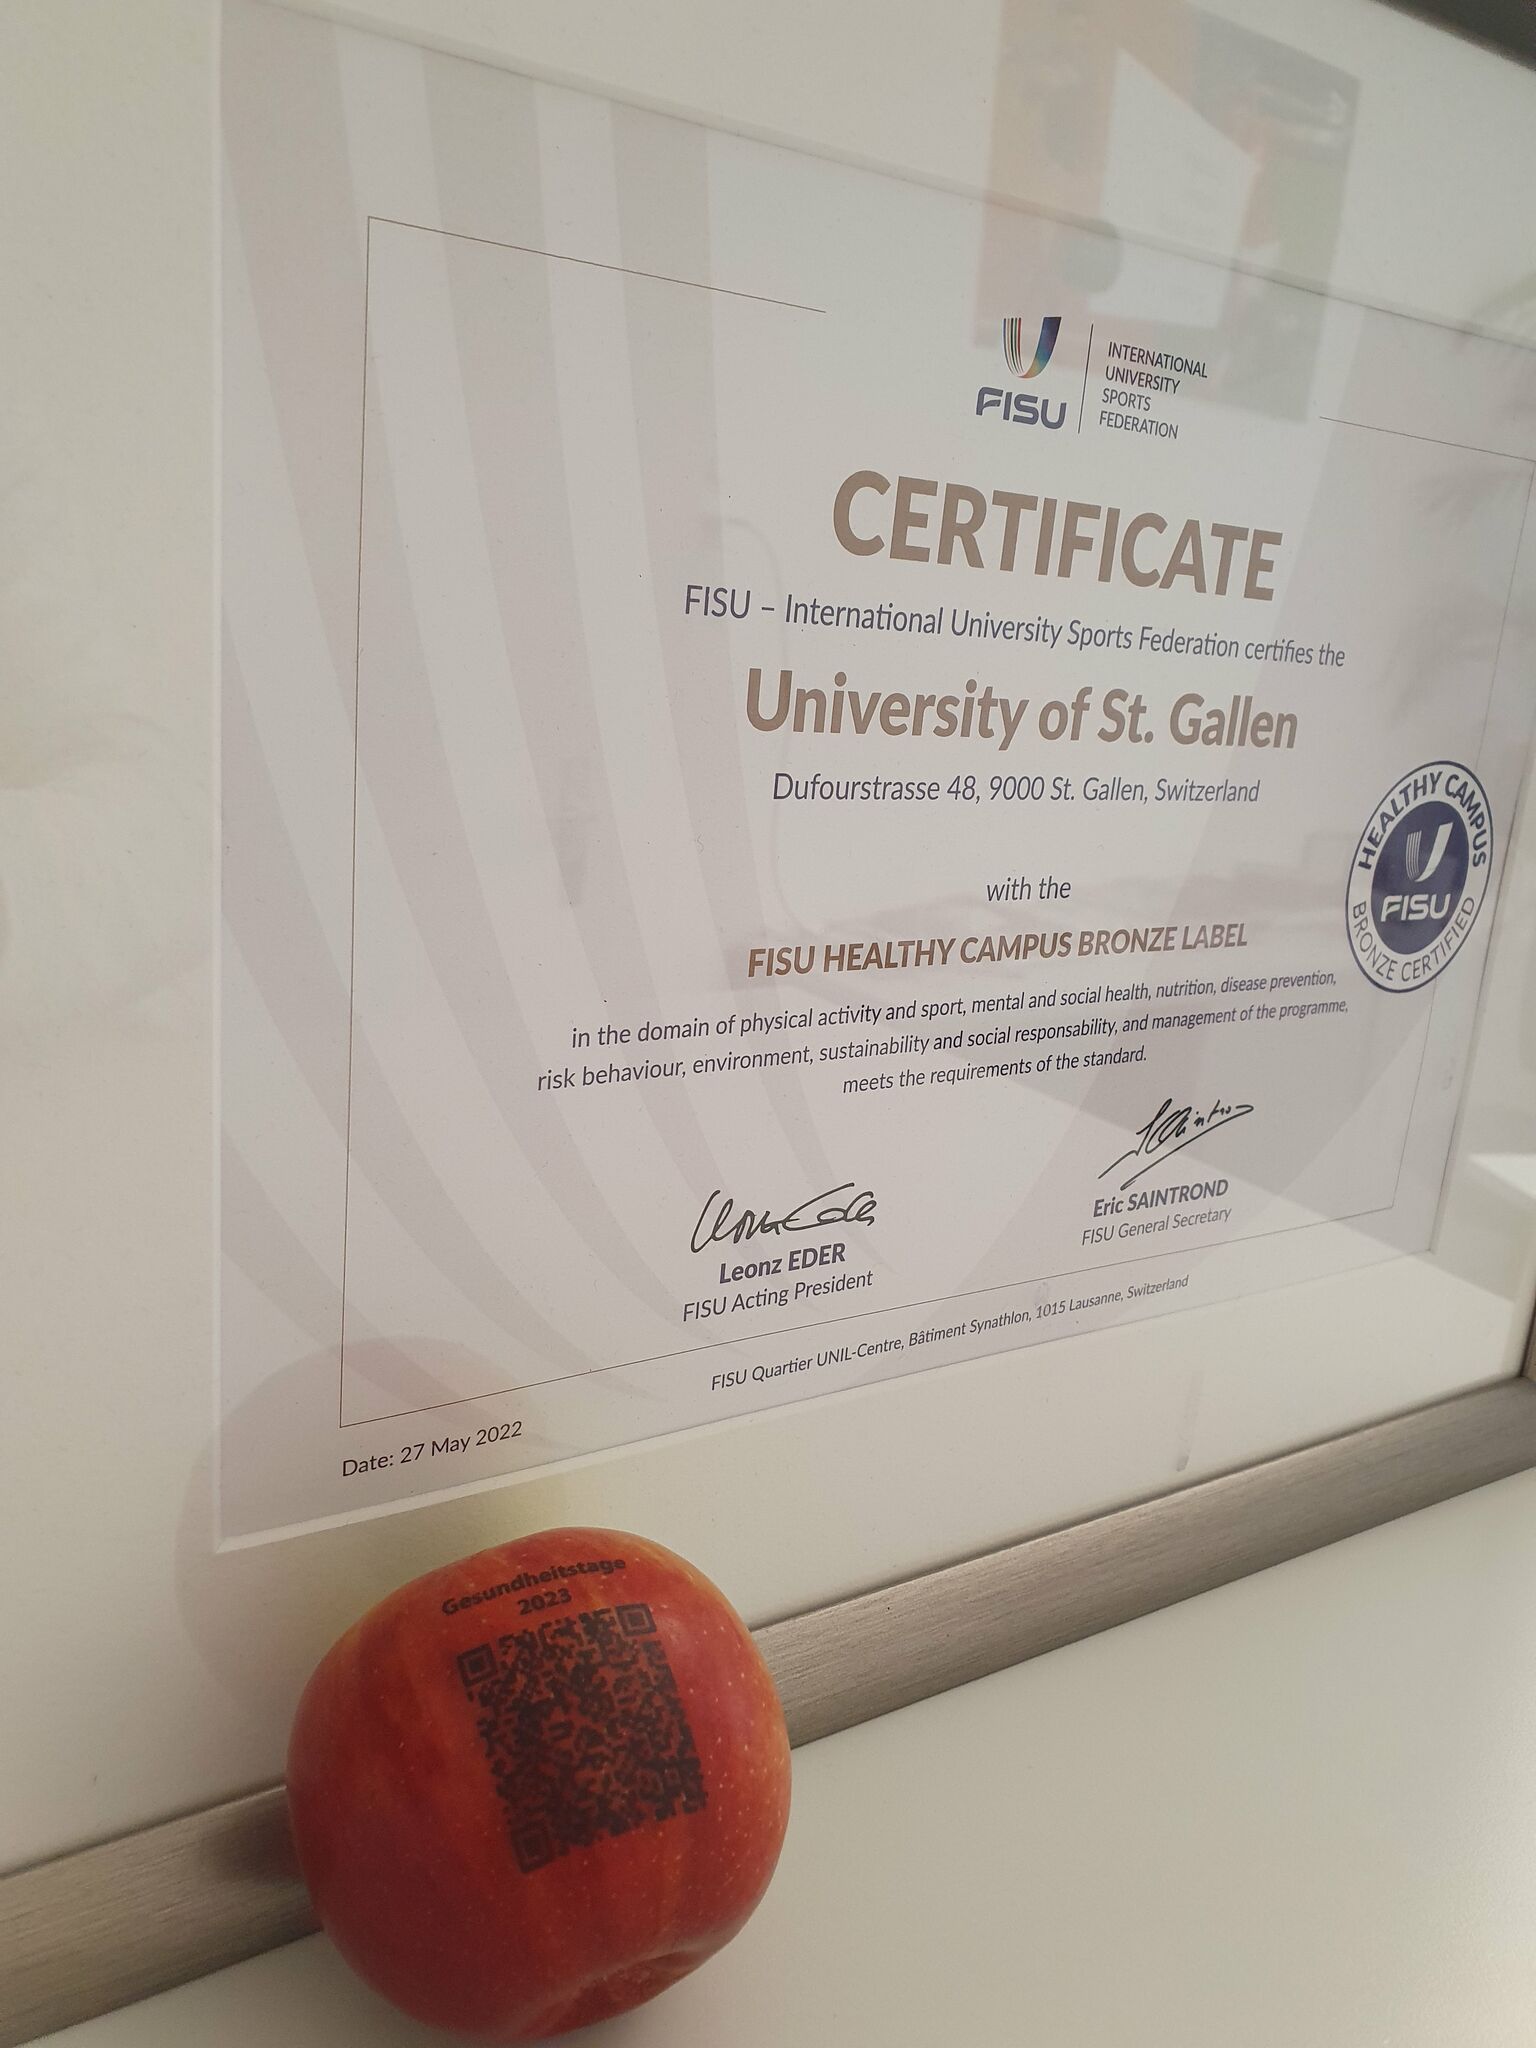 FISU
INTERNATIONAL
UNIVERSITY
SPORTS
FEDERATION
CERTIFICATE
FISU – International University Sports Federation certifies the
University of St. Gallen
Dufourstrasse 48, 9000 St. Gallen, Switzerland
with the
FISU HEALTHY CAMPUS BRONZE LABEL
in the domain of physical activity and sport, mental and social health, nutrition, disease prevention,
risk behaviour, environment, sustainability and social responsability, and management of the programme,
meets the requirements of the standard.
HEALTHY CAMPUS
FISU
BRONZE CERTIFIED
Leonz EDER
FISU Acting President
Eric SAINTROND
FISU General Secretary
FISU Quartier UNIL-Centre, Bâtiment Synathlon, 1015 Lausanne, Switzerland
Date: 27 May 2022
Gesundheitstage
2023